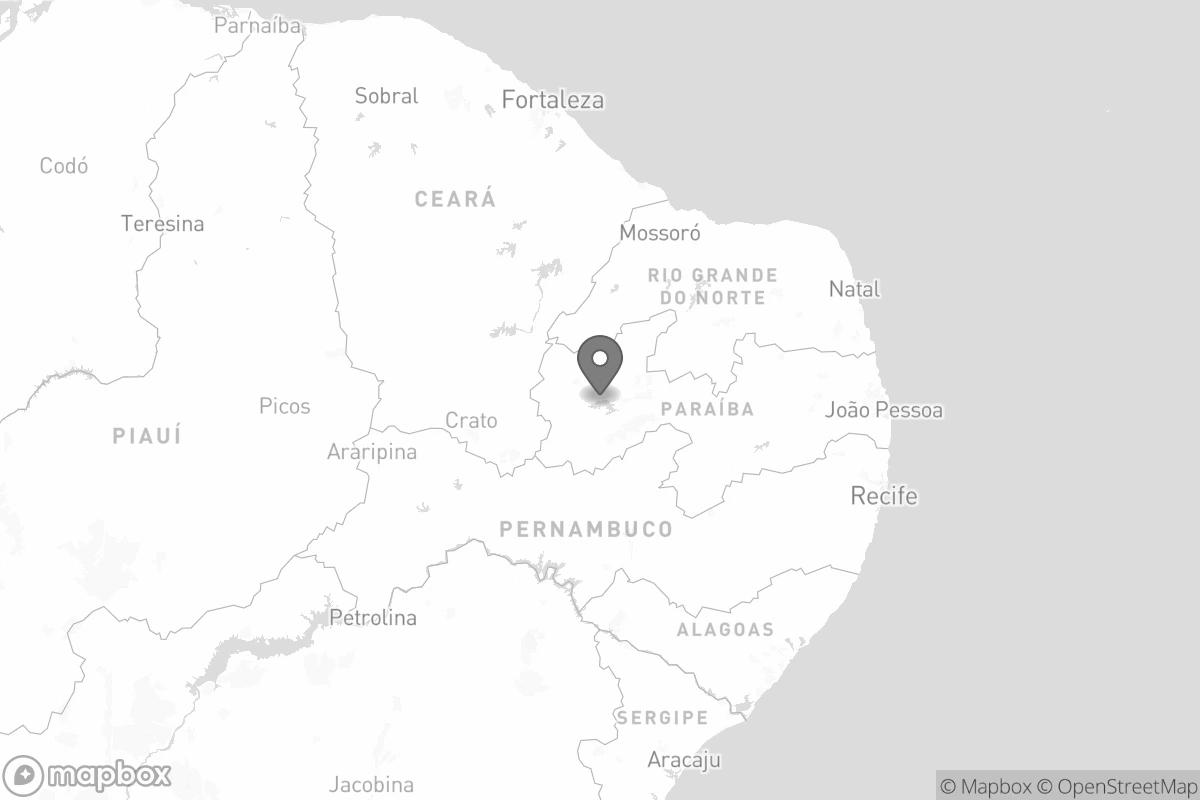 Parnaíba
Sobral
Fortaleza
Codó
CEARÁ
Teresina
Mossoró
RIO GRANDE
DO NORTE
Natal
Picos
Crato
PARAÍBA
João Pessoa
PIAUÍ
Araripina
Recife
PERNAMBUCO
Petrolina
ALAGOAS
SERGIPE
Aracaju
Jacobina
mapbox
© Mapbox © OpenStreetMap